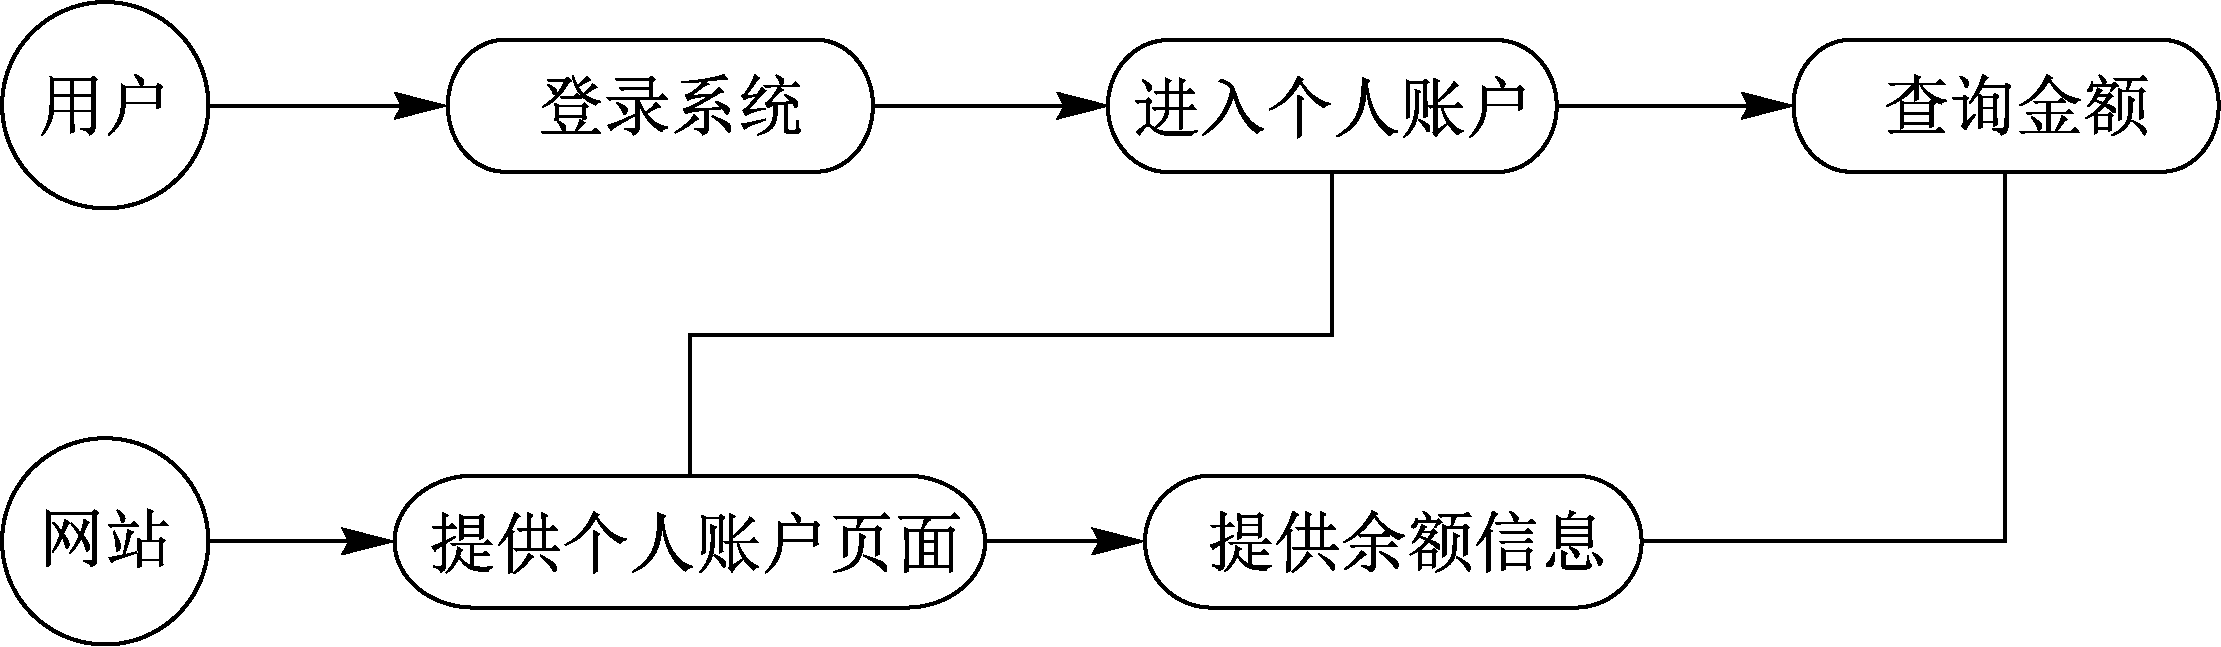 用户
登录系统
进入个人账户
查询金额
网站
提供个人账户页面
提供余额信息